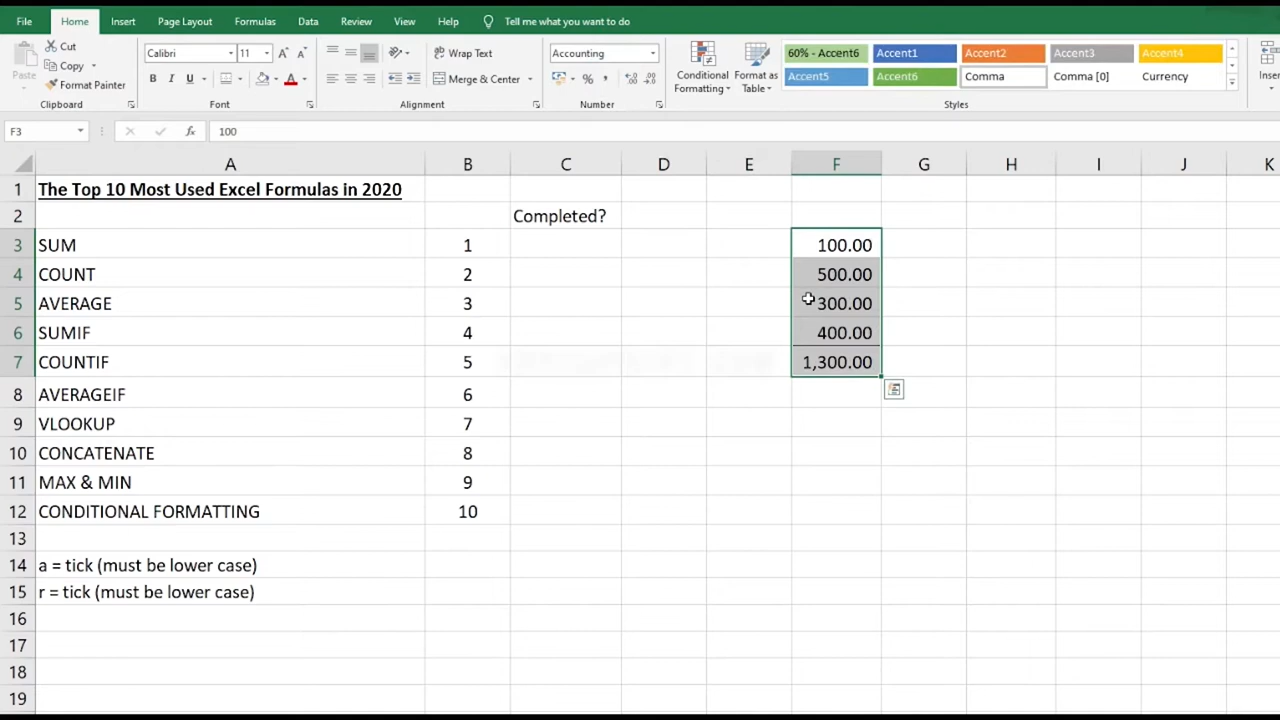 File Home Insert Page Layout Formulas Data Review View Help Tell me what you want to do
Cut
Copy
Format Painter
Paste
Clipboard
Calibri 11
B I U
Font
Wrap Text
Merge & Center
Alignment
Accounting
Number
Conditional Formatting
Format as Table
60% - Accent6 Accent1 Accent2 Accent3 Accent4
Accent5 Accent6 Comma Comma [0] Currency
Styles
F3 fx 100
A B C D E F G H I J K
1 The Top 10 Most Used Excel Formulas in 2020
2 Completed?
3 SUM 1 100.00
4 COUNT 2 500.00
5 AVERAGE 3 300.00
6 SUMIF 4 400.00
7 COUNTIF 5 1,300.00
8 AVERAGEIF 6
9 VLOOKUP 7
10 CONCATENATE 8
11 MAX & MIN 9
12 CONDITIONAL FORMATTING 10
13
14 a = tick (must be lower case)
15 r = tick (must be lower case)
16
17
18
19